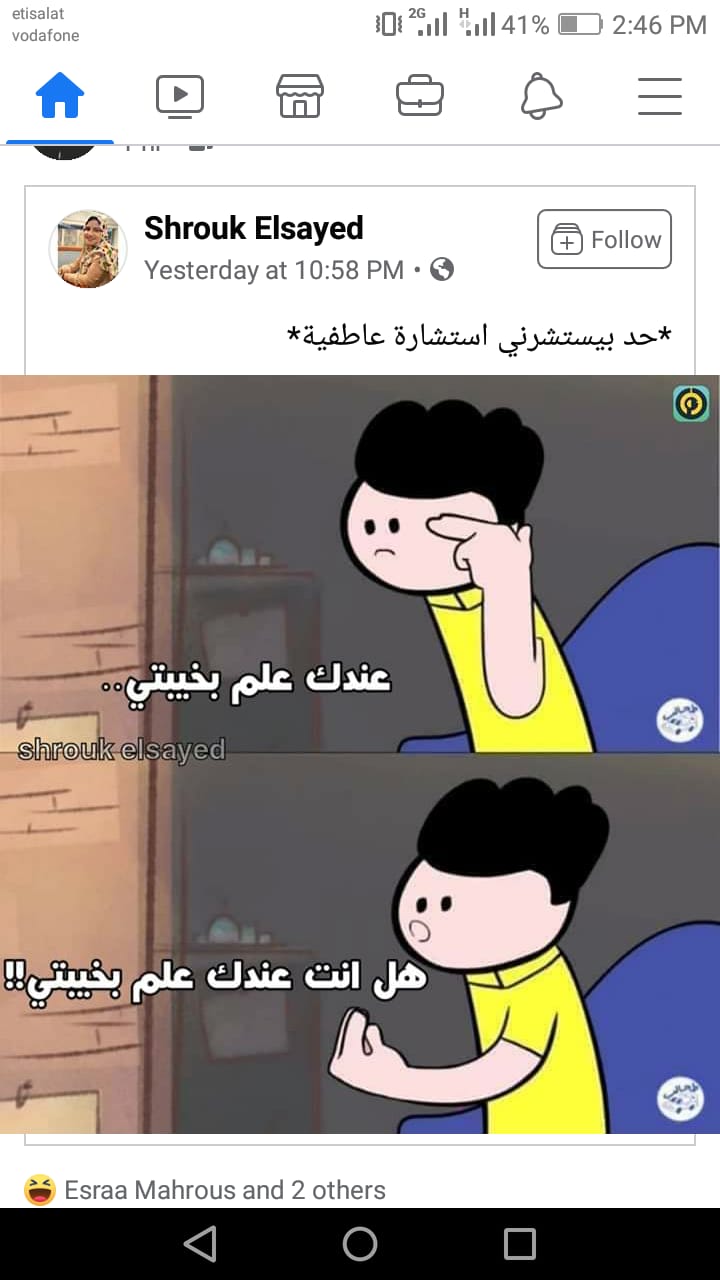 etisalat
vodafone
2G
H
41%
2:46 PM
Shrouk Elsayed
Yesterday at 10:58 PM
Follow
*حد بيستشرني استشارة عاطفية*
عندك علم بخيبتي..
shrouk elsayed
هل انت عندك علم بخيبتي!!
Esraa Mahrous and 2 others